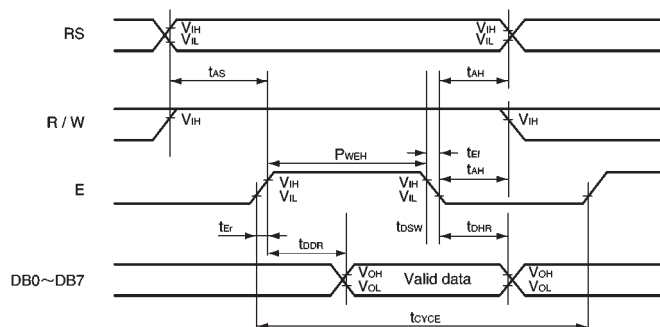 RS
VIH
VIL
VIH
VIL
tAS
tAH
R / W
VIH
VIH
PWEH
tEf
tAH
E
VIH
VIL
VIH
VIL
tEr
tDDR
tDSW
tDHR
DB0～DB7
VOH
VOL
Valid data
VOH
VOL
tCYCE